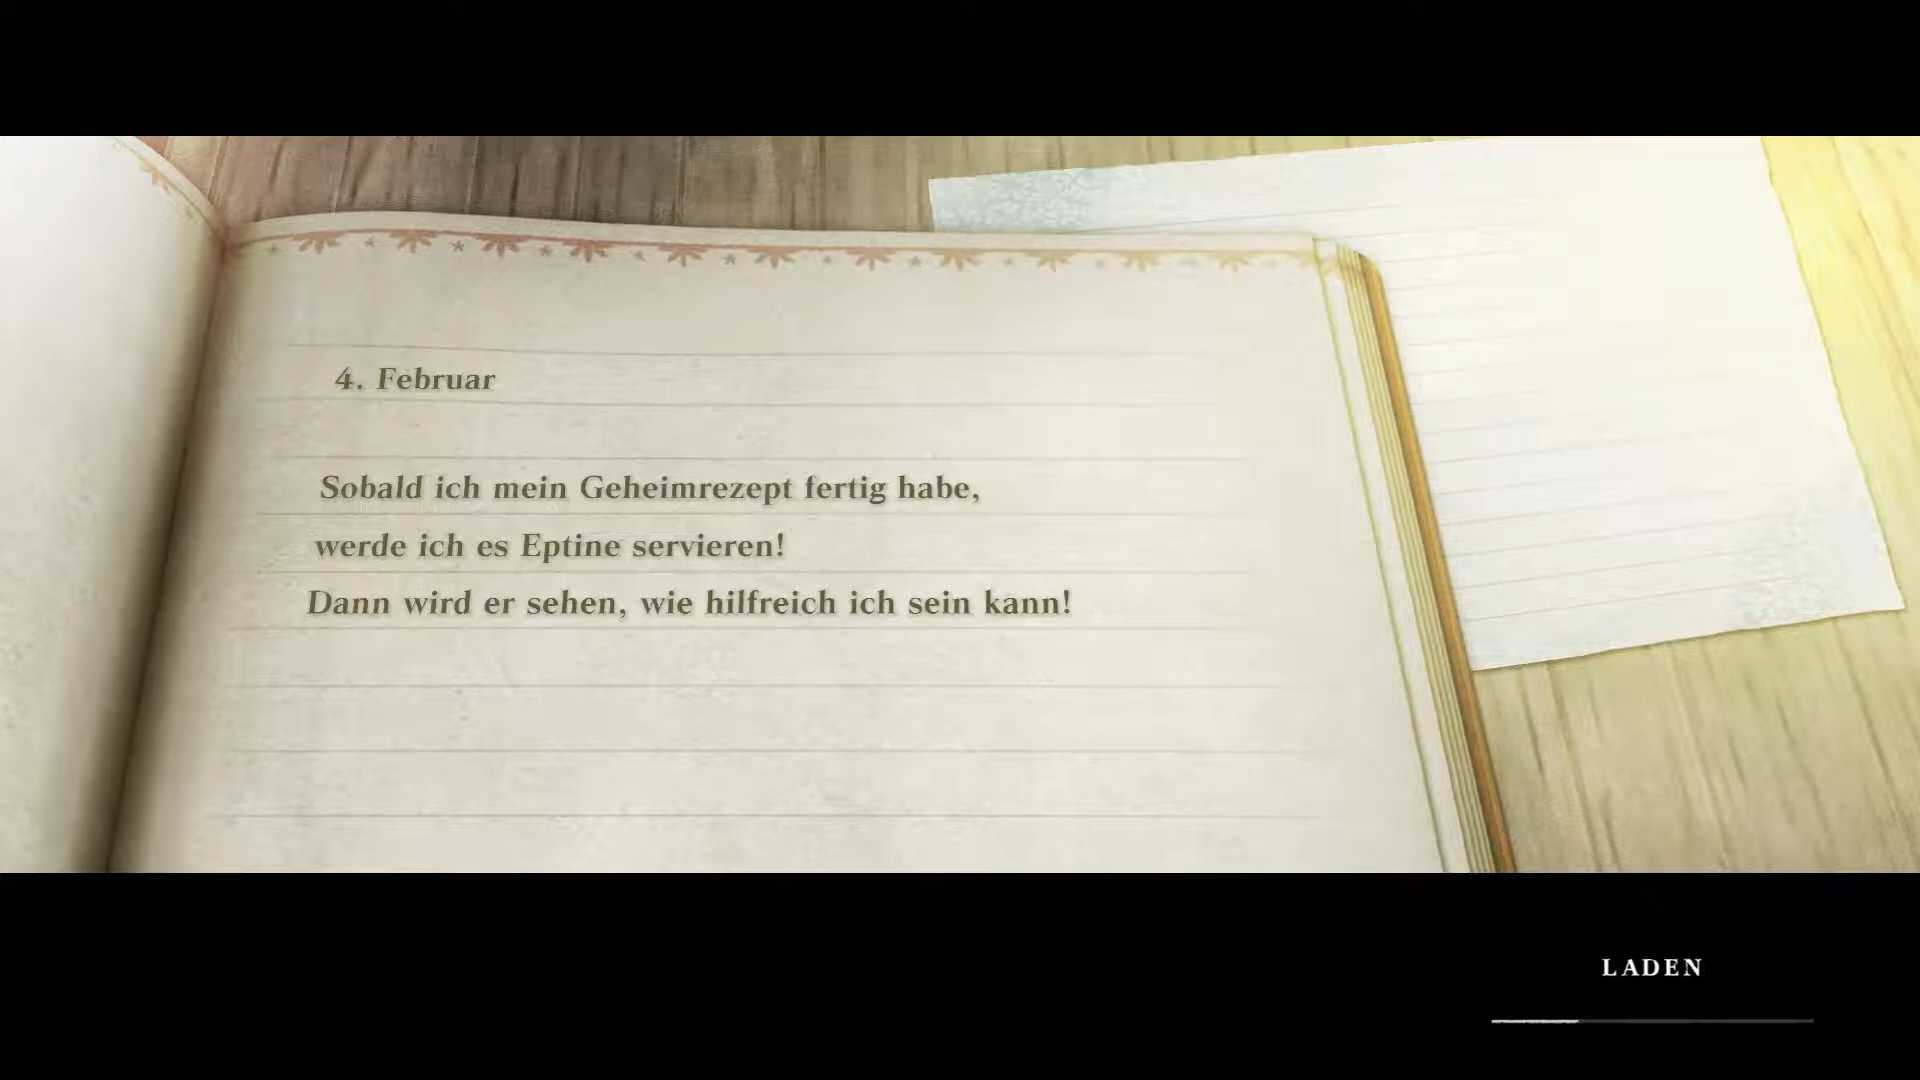 4. Februar
Sobald ich mein Geheimrezept fertig habe,
werde ich es Eptine servieren!
Dann wird er sehen, wie hilfreich ich sein kann!
LADEN